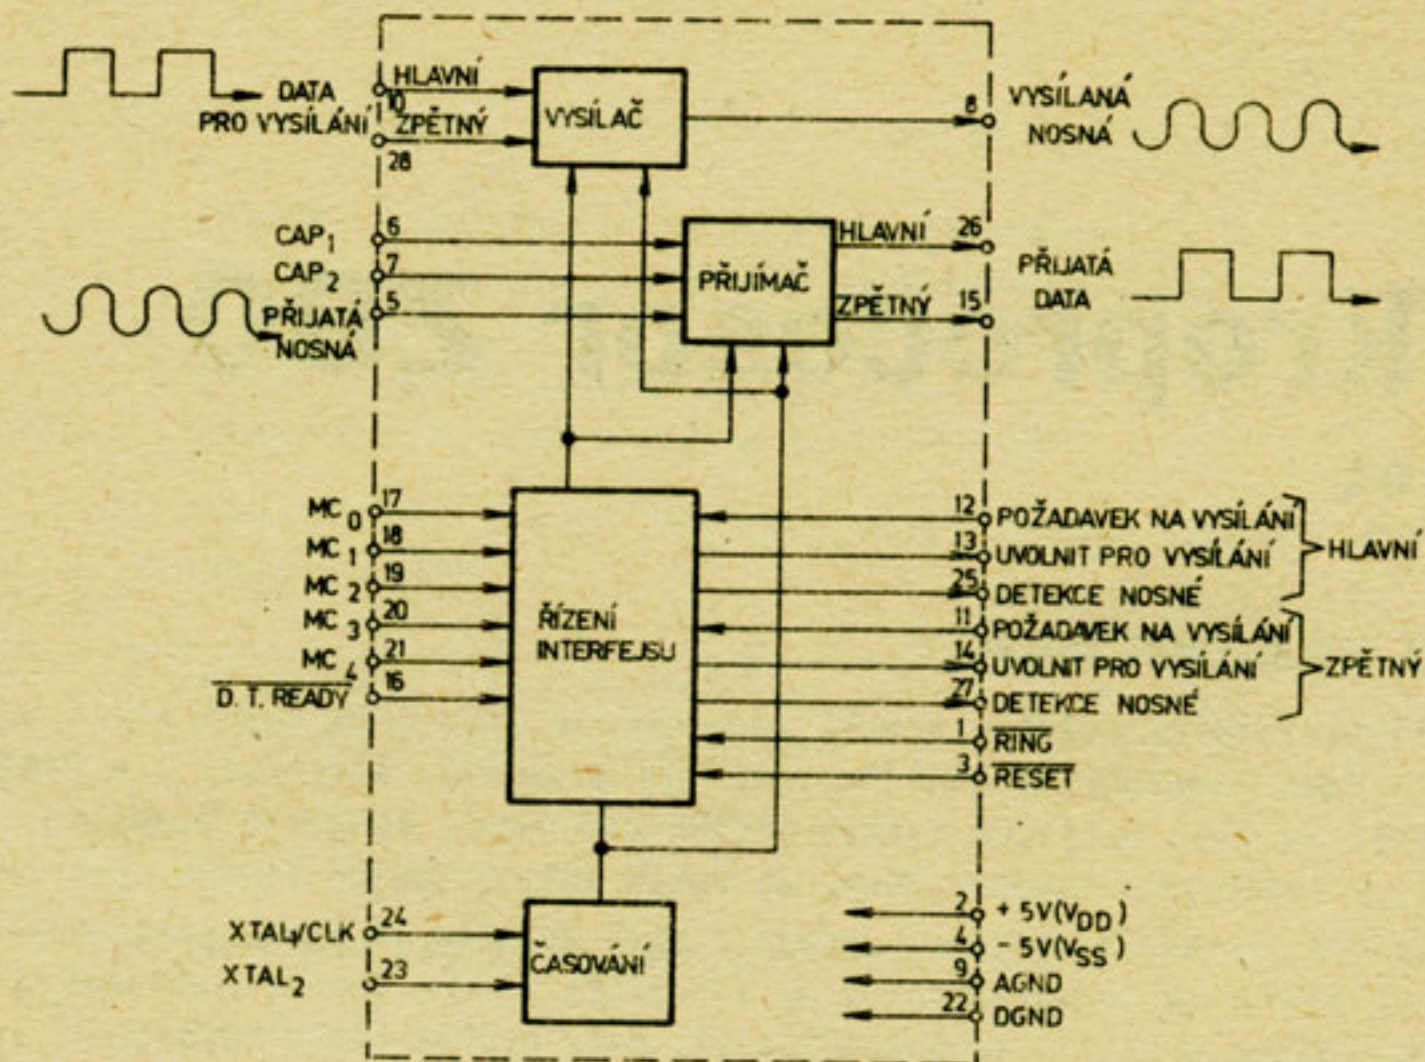 DATA
PRO VYSÍLÁNÍ
10
HLAVNÍ
28
ZPĚTNÝ
VYSÍLAČ
8
VYSÍLANÁ
NOSNÁ
CAP1
6
CAP2
7
PŘIJATÁ
NOSNÁ
5
PŘIJÍMAČ
HLAVNÍ
26
ZPĚTNÝ
15
PŘIJATÁ
DATA
MC0
17
MC1
18
MC2
19
MC3
20
MC4
21
D. T. READY
16
ŘÍZENÍ
INTERFEJSU
12
POŽADAVEK NA VYSÍLÁNÍ
13
UVOLNIT PRO VYSÍLÁNÍ
25
DETEKCE NOSNÉ
HLAVNÍ
11
POŽADAVEK NA VYSÍLÁNÍ
14
UVOLNIT PRO VYSÍLÁNÍ
27
DETEKCE NOSNÉ
ZPĚTNÝ
1
RING
3
RESET
XTAL1/CLK
24
XTAL2
23
ČASOVÁNÍ
2
+ 5V(VDD)
4
- 5V(VSS)
9
AGND
22
DGND